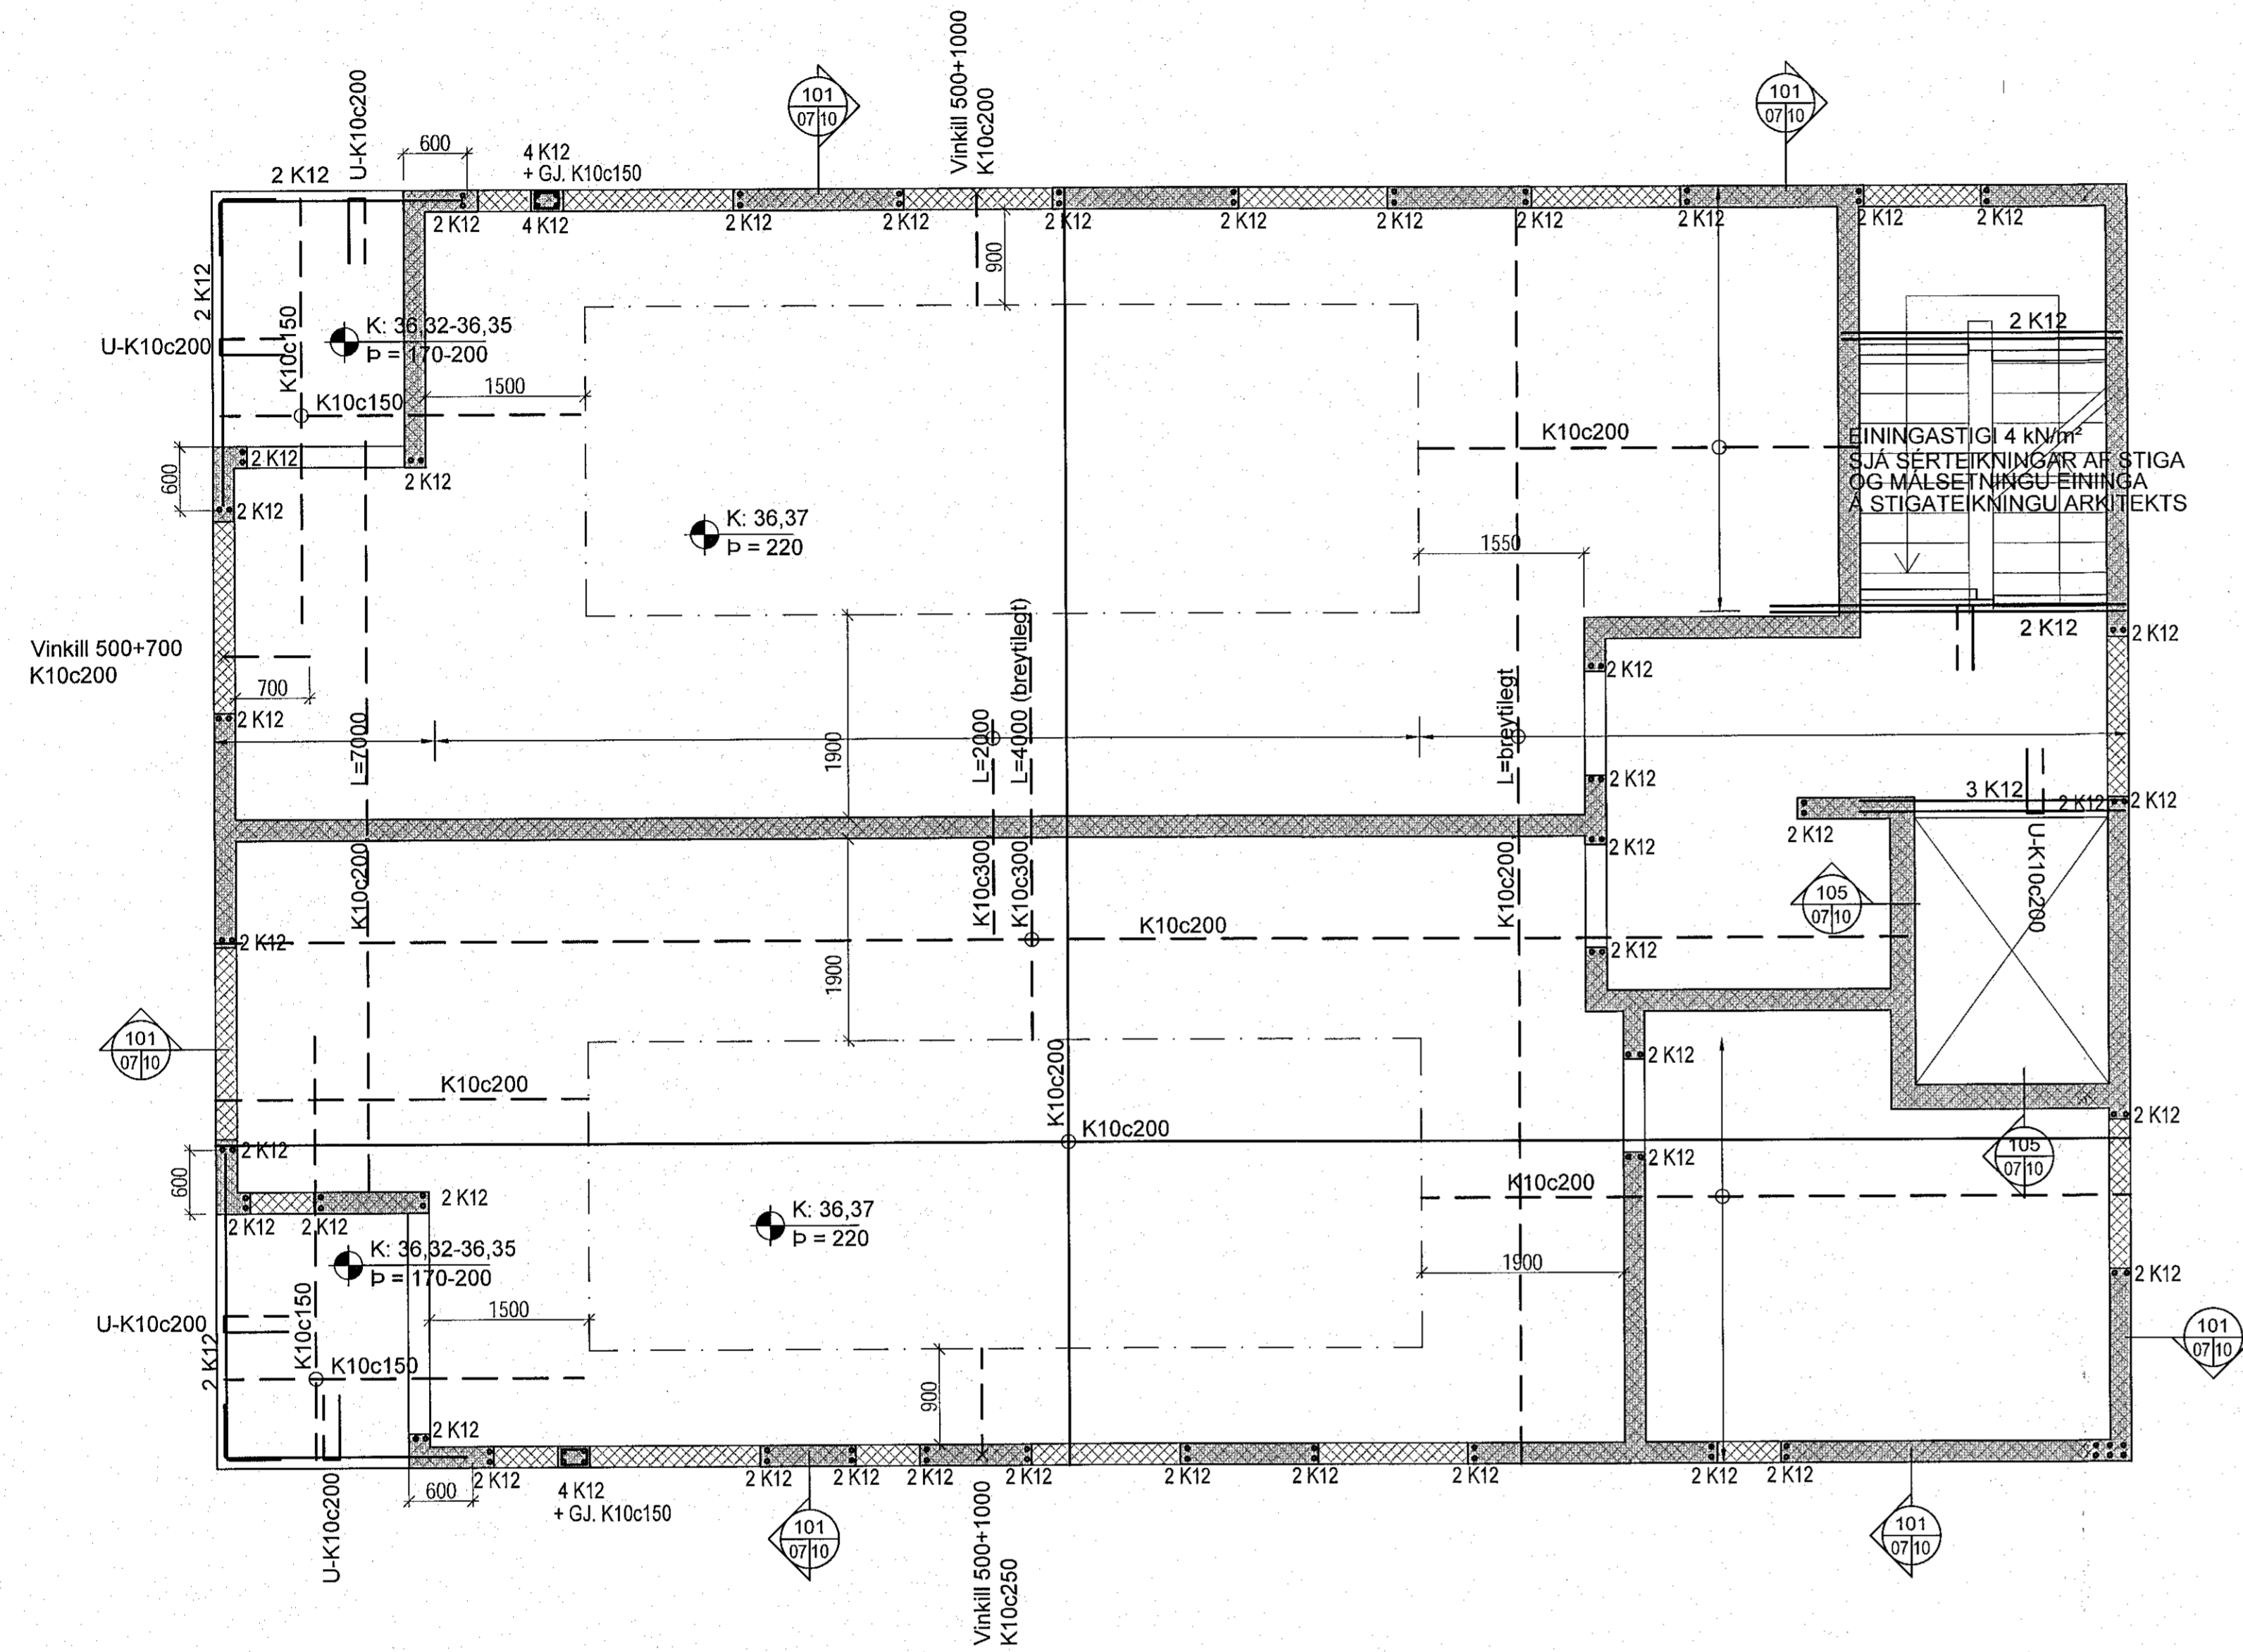 Vinkill 500+1000
K10c200
101
07 10
101
07 10
U-K10c200
600
4 K12
+ GJ. K10c150
2 K12
2 K12
4 K12
2 K12
2 K12
2 K12
2 K12
2 K12
2 K12
2 K12
2 K12
2 K12
900
2 K12
K: 36,32-36,35
Þ = 170-200
U-K10c200
K10c150
K10c150
1500
2 K12
K10c200
EININGASTIGI 4 kN/m²
SJÁ SÉRTEIKNINGAR AF STIGA
OG MÁLSETNINGU EININGA
Á STIGATEIKNINGU ARKITEKTS
600
2 K12
2 K12
2 K12
K: 36,37
Þ = 220
1550
Vinkill 500+700
K10c200
700
2 K12
2 K12
2 K12
2 K12
L=7000
1900
L=2000
L=4000 (breytilegt)
L=breytilegt
2 K12
3 K12
2 K12
2 K12
2 K12
2 K12
K10c200
K10c300
K10c300
K10c200
U-K10c200
105
07 10
2 K12
K10c200
2 K12
1900
101
07 10
K10c200
K10c200
K10c200
2 K12
2 K12
2 K12
2 K12
105
07 10
600
2 K12
2 K12
2 K12
K: 36,37
Þ = 220
K10c200
K: 36,32-36,35
Þ = 170-200
1900
2 K12
U-K10c200
K10c150
1500
101
07 10
2 K12
K10c150
900
2 K12
2 K12
2 K12
2 K12
2 K12
2 K12
2 K12
2 K12
2 K12
2 K12
2 K12
600
4 K12
+ GJ. K10c150
U-K10c200
101
07 10
101
07 10
Vinkill 500+1000
K10c250